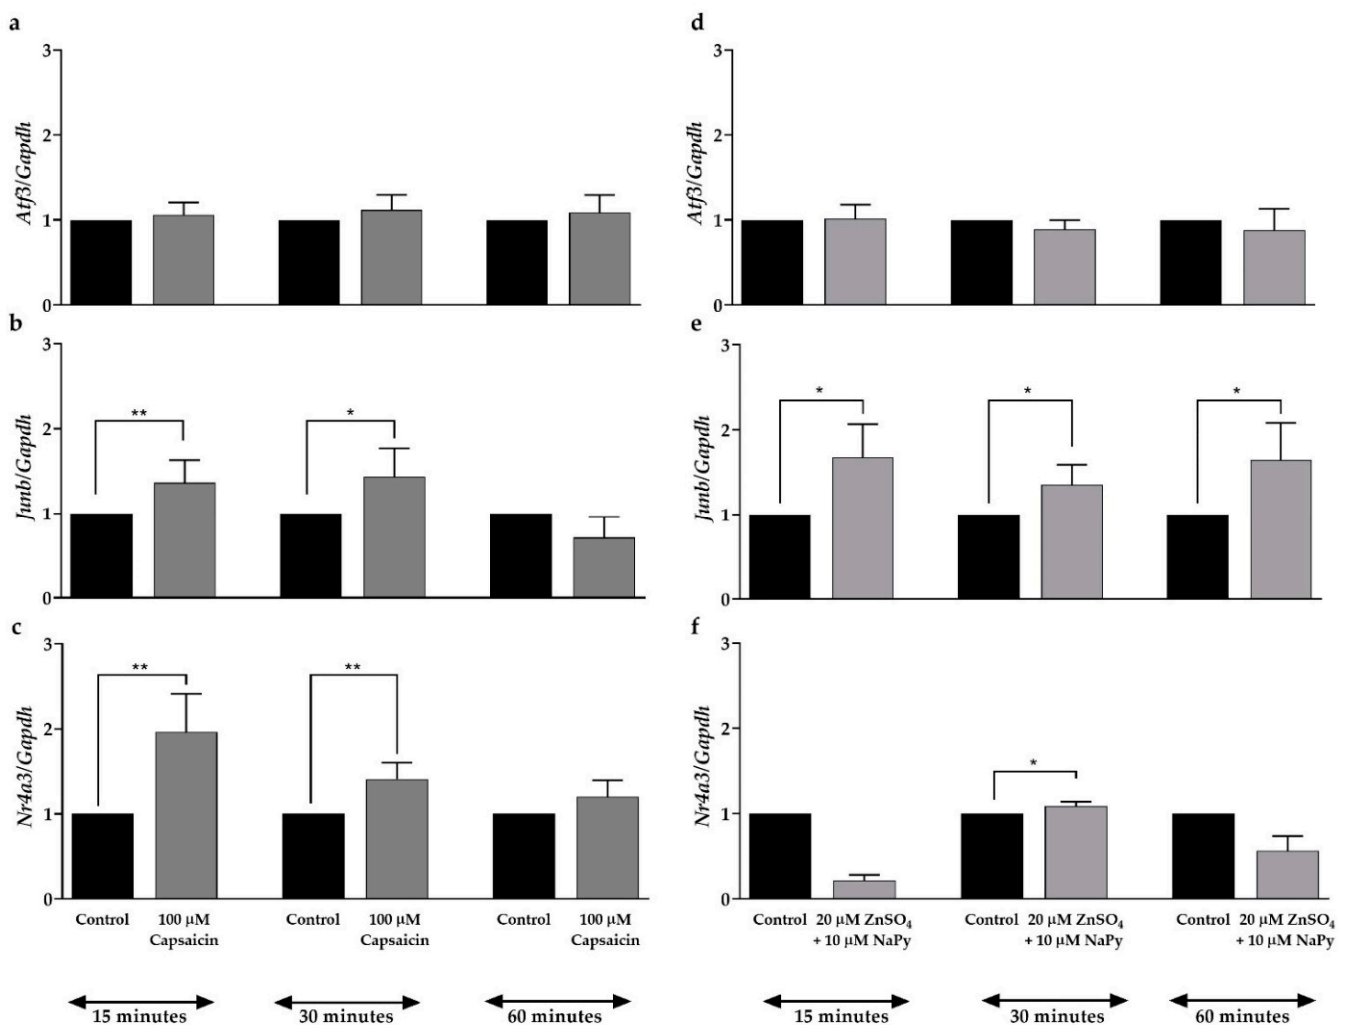 a
3
2
1
0
Atf3/Gapdh
b
3
2
1
0
Junb/Gapdh
**
*
c
3
2
1
0
Nr4a3/Gapdh
**
**
Control
100 μM
Capsaicin
Control
100 μM
Capsaicin
Control
100 μM
Capsaicin
15 minutes
30 minutes
60 minutes
d
3
2
1
0
Atf3/Gapdh
e
3
2
1
0
Junb/Gapdh
*
*
*
f
3
2
1
0
Nr4a3/Gapdh
*
Control
20 μM ZnSO₄
+ 10 μM NaPy
Control
20 μM ZnSO₄
+ 10 μM NaPy
Control
20 μM ZnSO₄
+ 10 μM NaPy
15 minutes
30 minutes
60 minutes